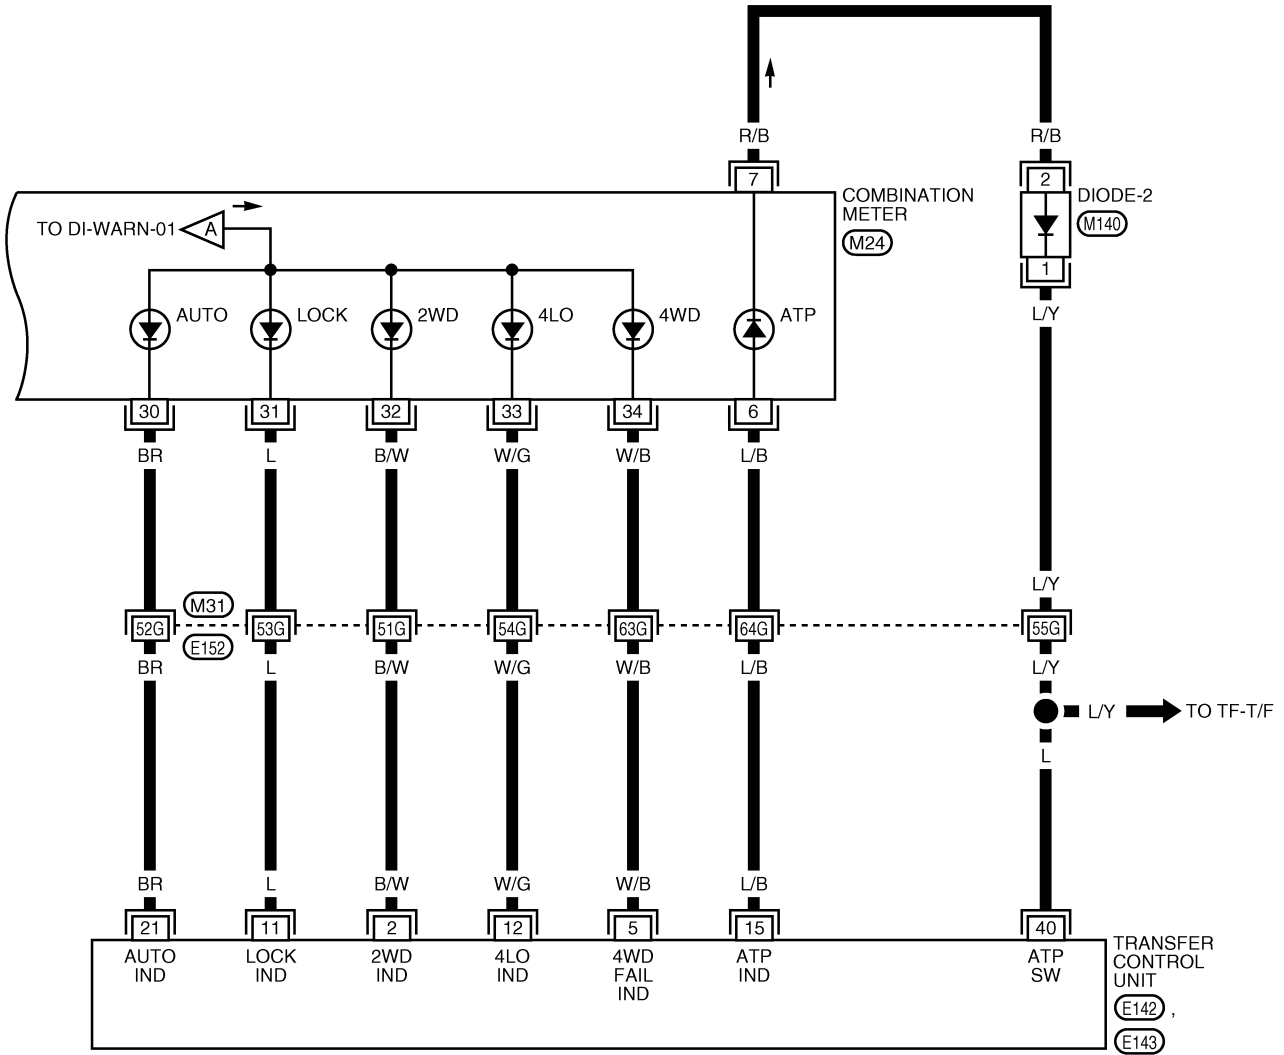 R/B R/B
7 2
COMBINATION
METER
M24
DIODE-2
M140
TO DI-WARN-01 A
1
AUTO LOCK 2WD 4LO 4WD ATP
L/Y
30 31 32 33 34 6
BR L B/W W/G W/B L/B
L/Y
M31
52G 53G 51G 54G 63G 64G 55G
E152
BR L B/W W/G W/B L/B L/Y
L/Y TO TF-T/F
L
BR L B/W W/G W/B L/B
21 11 2 12 5 15 40
AUTO
IND
LOCK
IND
2WD
IND
4LO
IND
4WD
FAIL
IND
ATP
IND
ATP
SW
TRANSFER
CONTROL
UNIT
E142 ,
E143